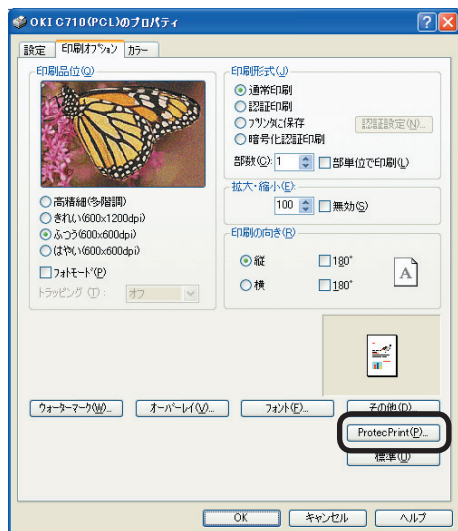 OKI C710(PCL)のプロパティ
設定 印刷オプション カラー
印刷品位(Q)
高精細(多階調)
きれい(600x1200dpi)
ふつう(600x600dpi)
はやい(600x600dpi)
フォトモード(P)
トラッピング (T): オフ
印刷形式(J)
通常印刷
認証印刷
プリンタに保存 認証設定(N)...
暗号化認証印刷
部数(C): 1 部単位で印刷(L)
拡大・縮小(E):
100 無効(S)
印刷の向き(R)
縦 180°
横 180°
A
ウォーターマーク(W)... オーバーレイ(V)... フォント(F)... その他(O)...
ProtecPrint(P)...
標準(U)
OK キャンセル ヘルプ